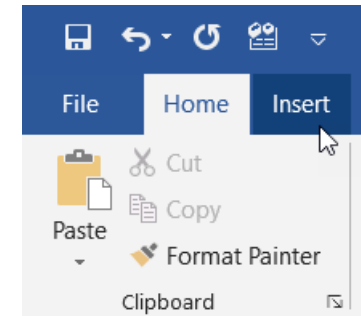 File Home Insert
Cut
Copy
Paste
Format Painter
Clipboard